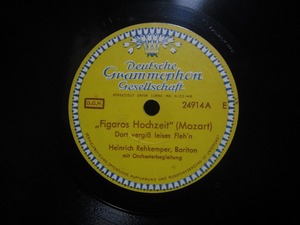 Deutsche
Grammophon
Gesellschaft
D.G.M.
24914 A
E
„Figaros Hochzeit“ (Mozart)
Dort vergiß leises Fleh'n
Heinrich Rehkemper, Bariton
mit Orchesterbegleitung